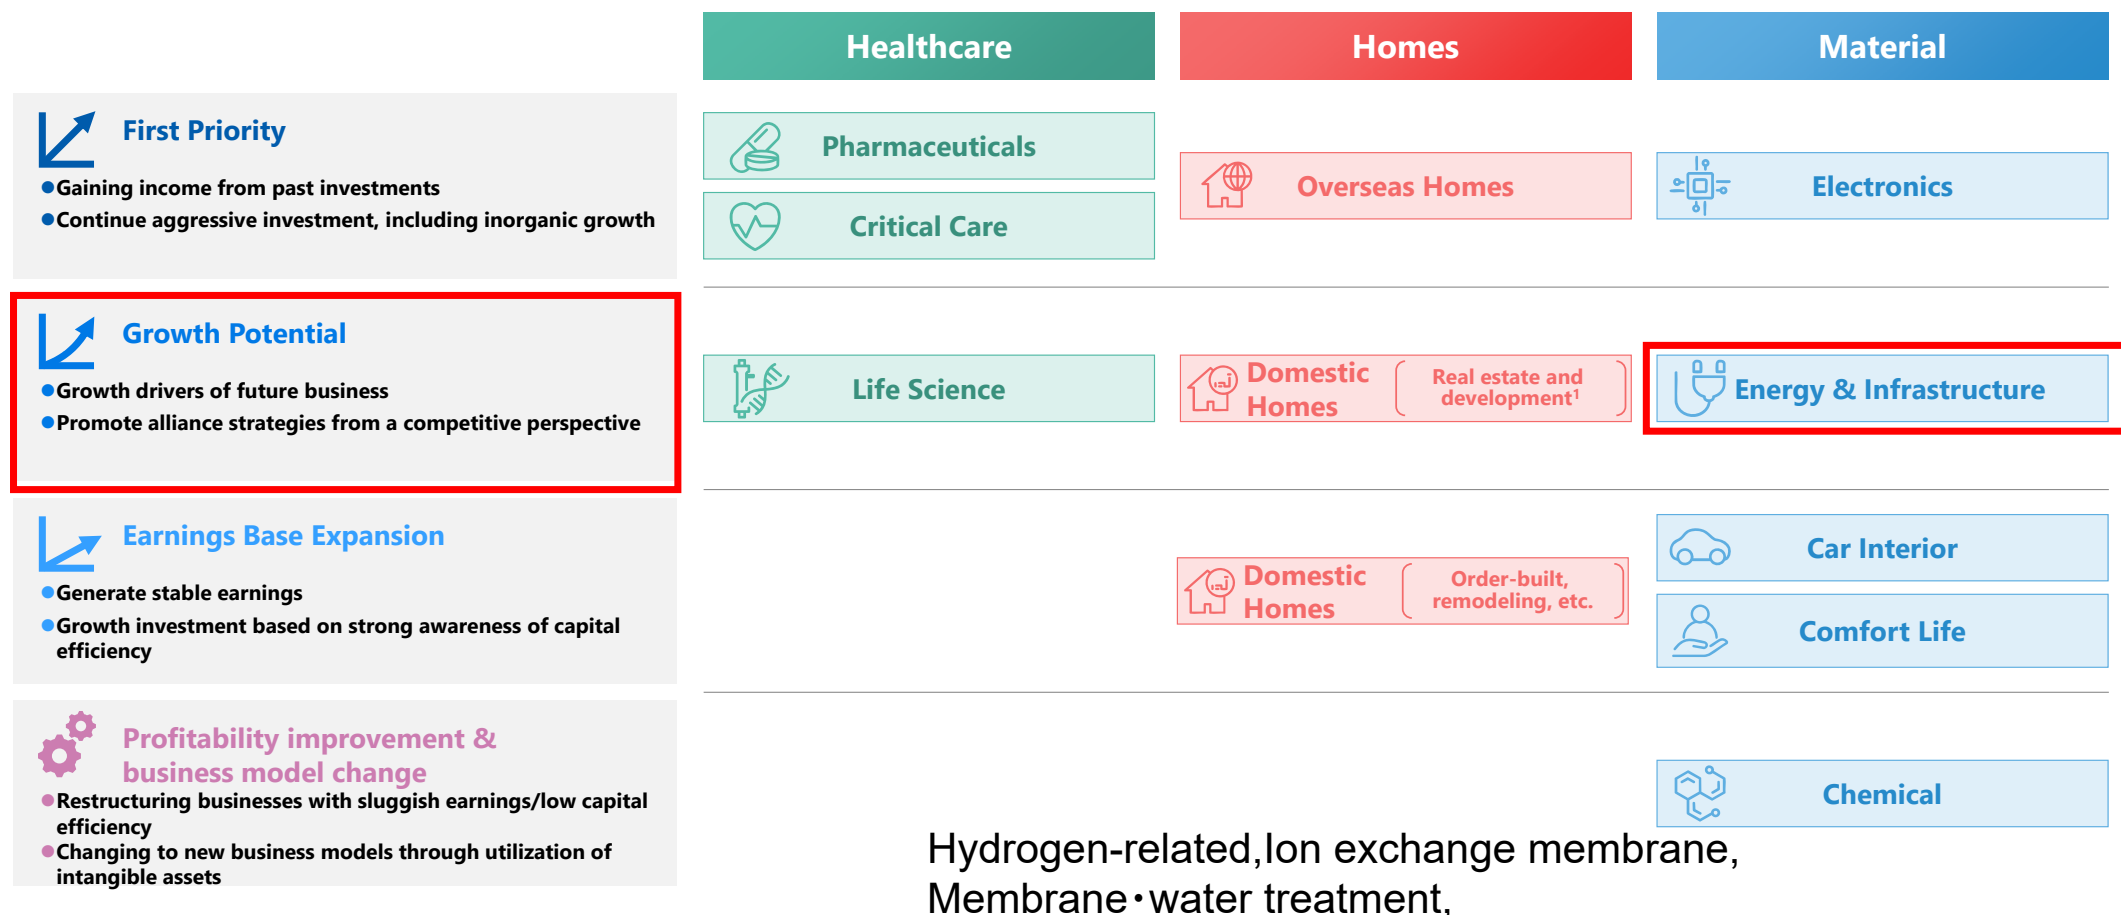 Healthcare
Homes
Material
First Priority
●Gaining income from past investments
●Continue aggressive investment, including inorganic growth
Pharmaceuticals
Critical Care
Overseas Homes
Electronics
Growth Potential
●Growth drivers of future business
●Promote alliance strategies from a competitive perspective
Life Science
Domestic
Homes
Real estate and
development¹
Energy & Infrastructure
Earnings Base Expansion
●Generate stable earnings
●Growth investment based on strong awareness of capital
efficiency
Domestic
Homes
Order-built,
remodeling, etc.
Car Interior
Comfort Life
Profitability improvement &
business model change
●Restructuring businesses with sluggish earnings/low capital
efficiency
●Changing to new business models through utilization of
intangible assets
Chemical
Hydrogen-related,Ion exchange membrane,
Membrane・water treatment,